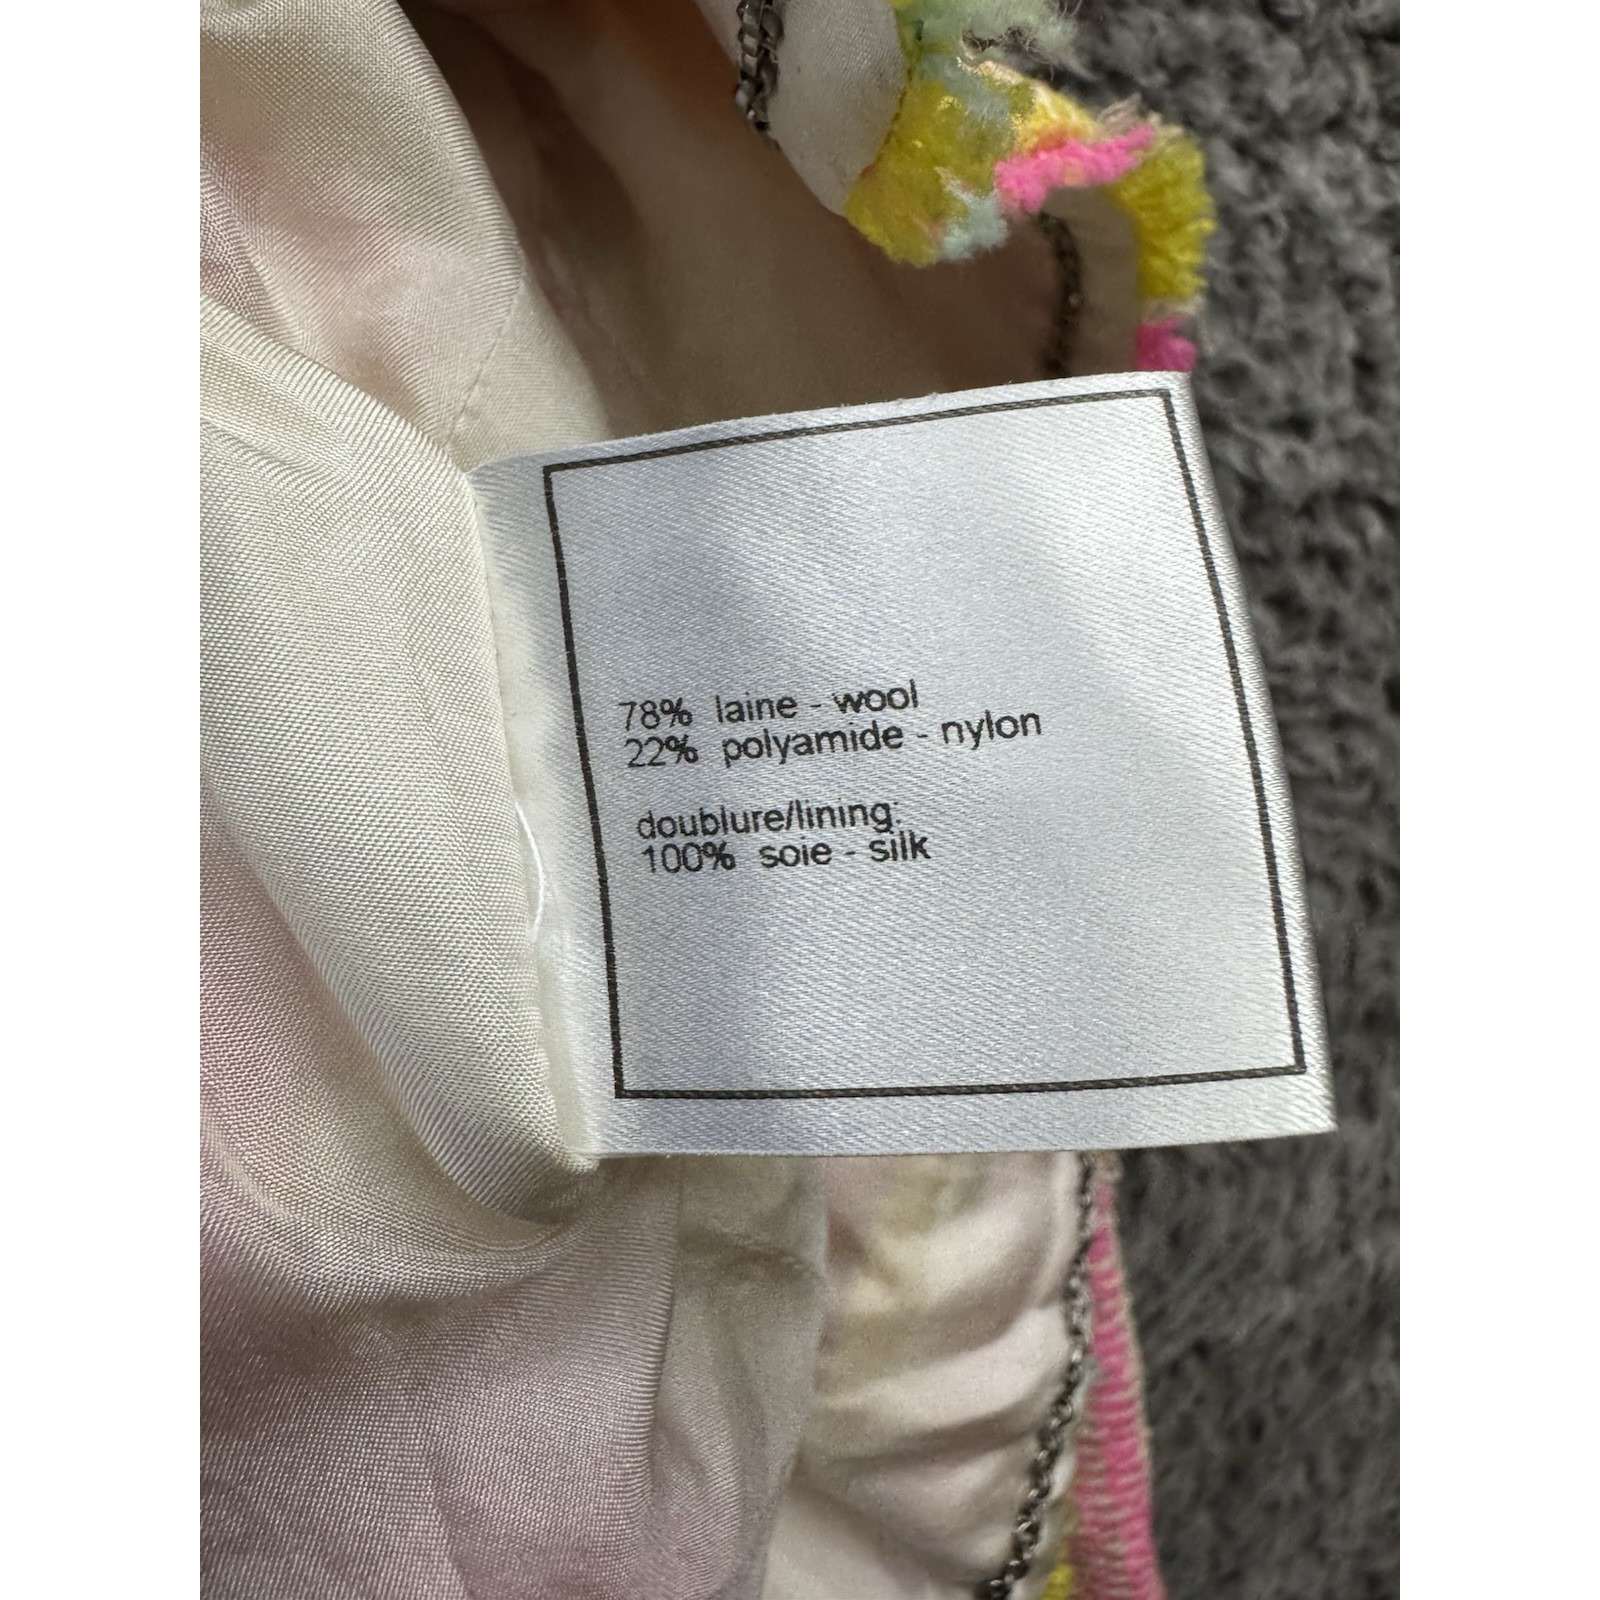 78% laine - wool
22% polyamide - nylon
doublure/lining:
100% soie - silk